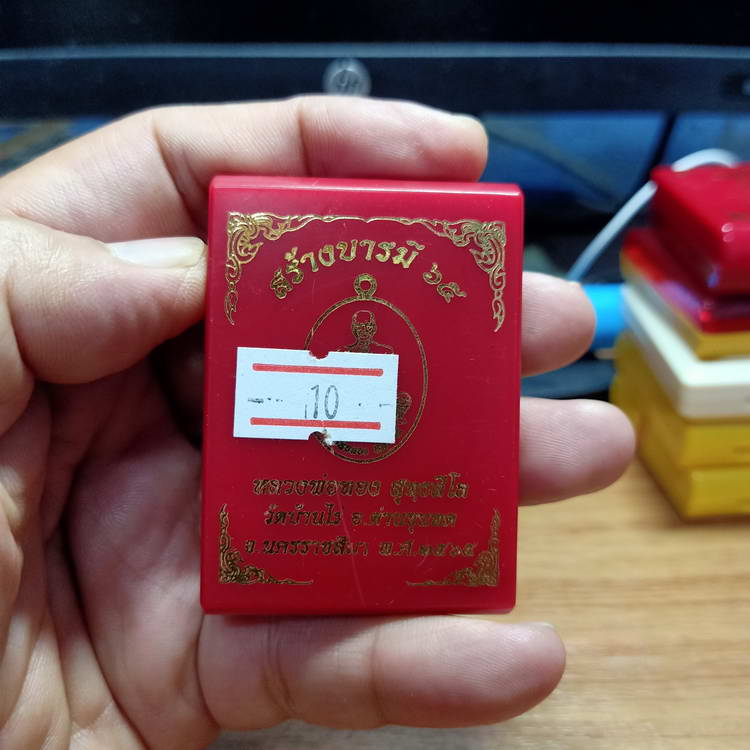 สร้างบารมี ๖๕
10
หลวงพ่อทอง สุทธสีโล
วัดบ้านไร่ อ.ด่านขุนทด
จ.นครราชสีมา พ.ศ.๒๕๖๕